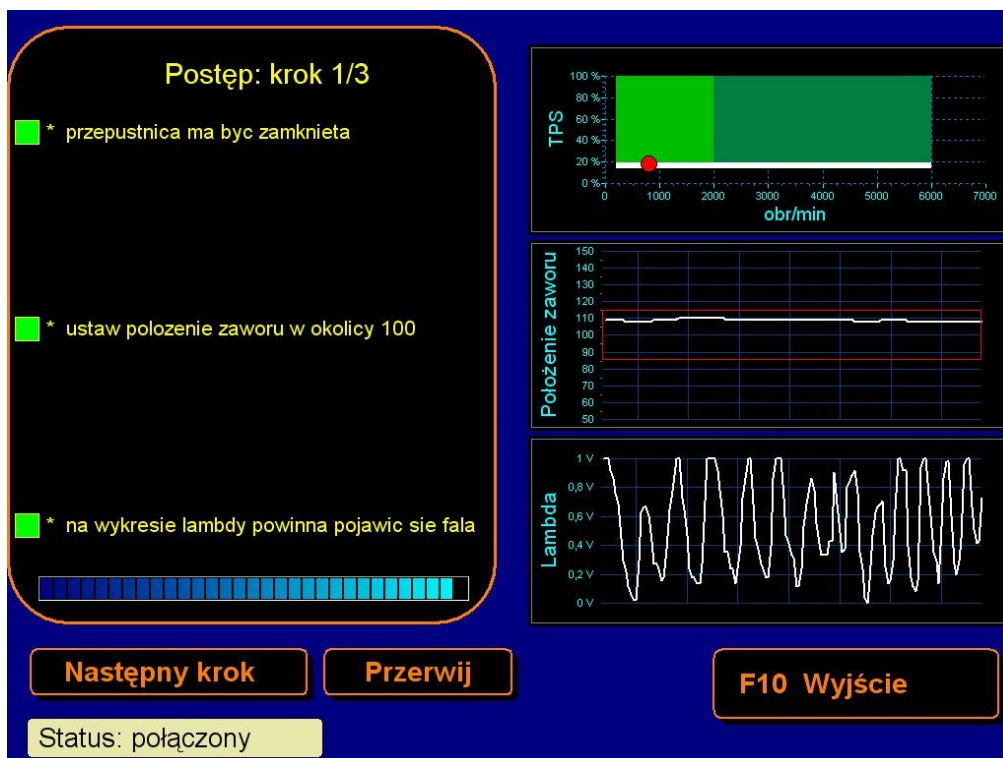 Postęp: krok 1/3
* przepustnica ma byc zamknieta
* ustaw polozenie zaworu w okolicy 100
* na wykresie lambdy powinna pojawic sie fala
Następny krok
Przerwij
Status: połączony
TPS
100 %
80 %
60 %
40 %
20 %
0 %
0 1000 2000 3000 4000 5000 6000 7000
obr/min
Położenie zaworu
150
140
130
120
110
100
90
80
70
60
50
Lambda
1 V
0,8 V
0,6 V
0,4 V
0,2 V
0 V
F10 Wyjście